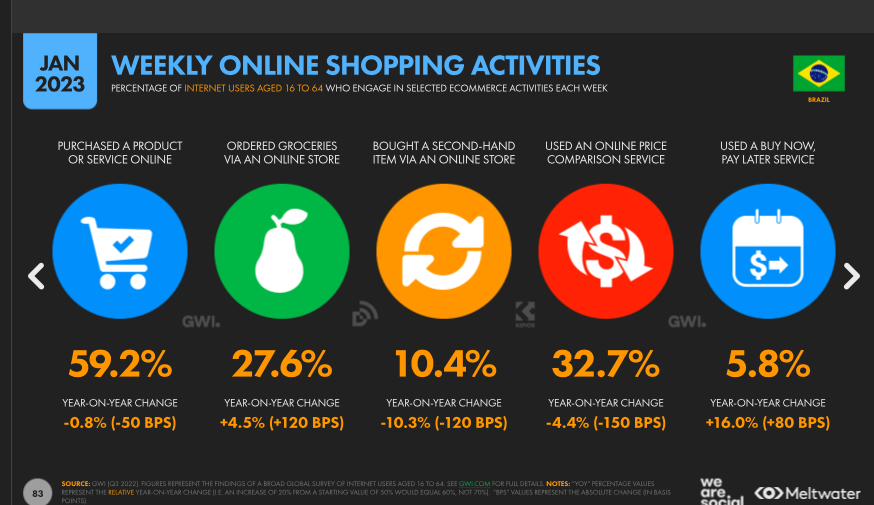 JAN
2023
WEEKLY ONLINE SHOPPING ACTIVITIES
PERCENTAGE OF INTERNET USERS AGED 16 TO 64 WHO ENGAGE IN SELECTED ECOMMERCE ACTIVITIES EACH WEEK
BRAZIL
PURCHASED A PRODUCT
OR SERVICE ONLINE
ORDERED GROCERIES
VIA AN ONLINE STORE
BOUGHT A SECOND-HAND
ITEM VIA AN ONLINE STORE
USED AN ONLINE PRICE
COMPARISON SERVICE
USED A BUY NOW,
PAY LATER SERVICE
$
$
GWI.
KEPIOS
GWI.
59.2%
27.6%
10.4%
32.7%
5.8%
YEAR-ON-YEAR CHANGE
-0.8% (-50 BPS)
YEAR-ON-YEAR CHANGE
+4.5% (+120 BPS)
YEAR-ON-YEAR CHANGE
-10.3% (-120 BPS)
YEAR-ON-YEAR CHANGE
-4.4% (-150 BPS)
YEAR-ON-YEAR CHANGE
+16.0% (+80 BPS)
83
SOURCE: GWI (Q3 2022). FIGURES REPRESENT THE FINDINGS OF A BROAD GLOBAL SURVEY OF INTERNET USERS AGED 16 TO 64. SEE GWI.COM FOR FULL DETAILS. NOTES: "YOY" PERCENTAGE VALUES
REPRESENT THE RELATIVE YEAR-ON-YEAR CHANGE (I.E. AN INCREASE OF 20% FROM A STARTING VALUE OF 50% WOULD EQUAL 60%, NOT 70%). "BPS" VALUES REPRESENT THE ABSOLUTE CHANGE (IN BASIS
POINTS).
we
are
social
Meltwater